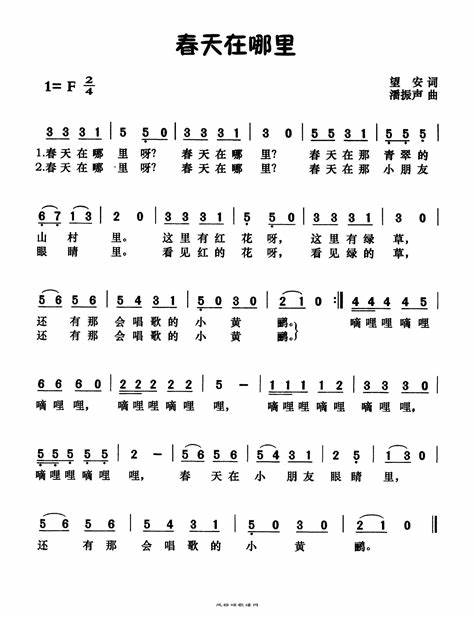 春天在哪里
1= F 2/4
望 安 词
潘振声 曲
3 3 3 1 | 5 5 0 | 3 3 3 1 | 3 3 0 | 5 3 5 1 | 5 5 5 |
1.春天在哪 里呀? 春天在哪 里? 春天在那 青翠的
2.春天在哪 里呀? 春天在哪 里? 春天在那 小朋友
6 7 1 3 | 2 0 | 3 3 3 1 | 5 5 0 | 3 3 3 1 | 3 3 0 |
山 村 里。 这里有红 花呀, 这里有绿 草,
眼 睛 里。 看见红的 花呀, 看见绿的 草,
5 6 5 6 | 5 3 5 1 | 5 0 3 0 | 2 1 0 :‖ 4 4 4 4 5 |
还 有那 会唱歌的 小 黄 鹂。 嘀哩哩嘀哩
还 有那 会唱歌的 小 黄 鹂。
6 6 6 0 | 2 2 2 2 2 | 5 - | 1 1 1 1 2 | 3 3 3 0 |
嘀哩哩, 嘀哩哩嘀哩 哩, 嘀哩哩嘀哩 嘀哩哩,
5 5 5 5 5 | 2 - | 5 6 5 6 | 5 3 5 1 | 5 2 3 | 1 3 0 |
嘀哩哩嘀哩 哩, 春 天在 小朋友 眼睛 里,
5 6 5 6 | 5 3 5 1 | 5 0 3 0 | 2 1 0 ‖
还 有那 会唱歌的 小 黄 鹂。